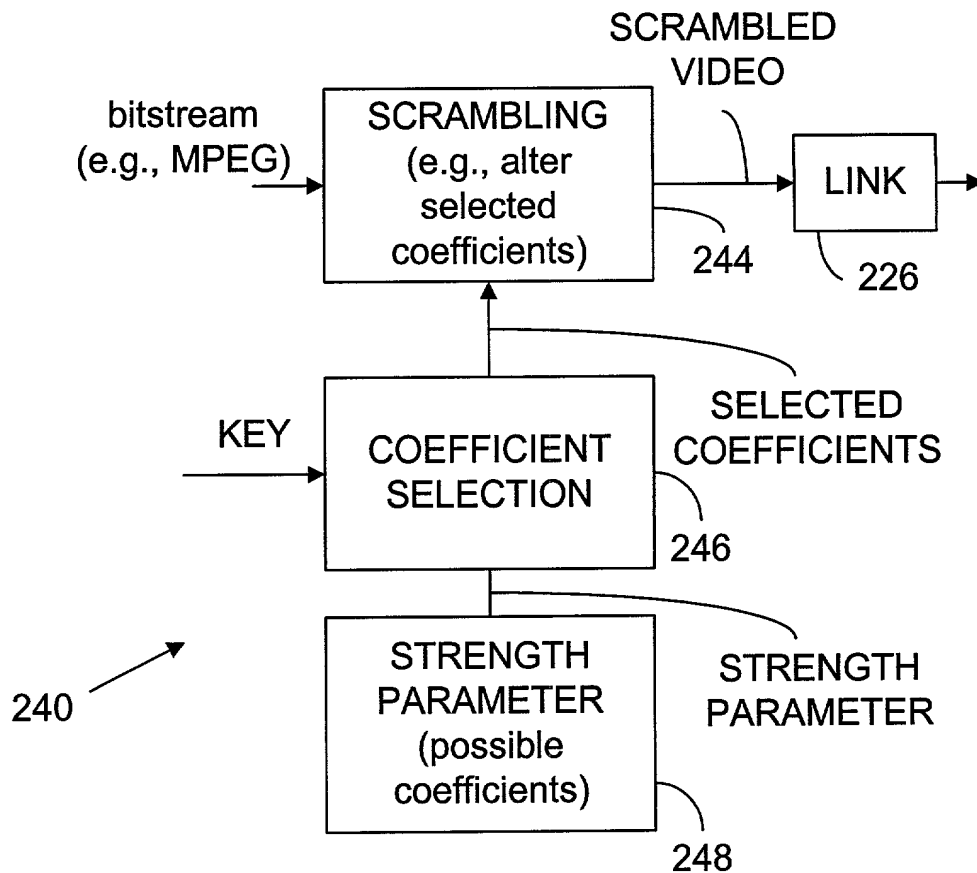 SCRAMBLED
VIDEO
bitstream
(e.g., MPEG)
SCRAMBLING
(e.g., alter
selected
coefficients)
LINK
244
226
SELECTED
COEFFICIENTS
KEY
COEFFICIENT
SELECTION
246
STRENGTH
PARAMETER
(possible
coefficients)
STRENGTH
PARAMETER
240
248